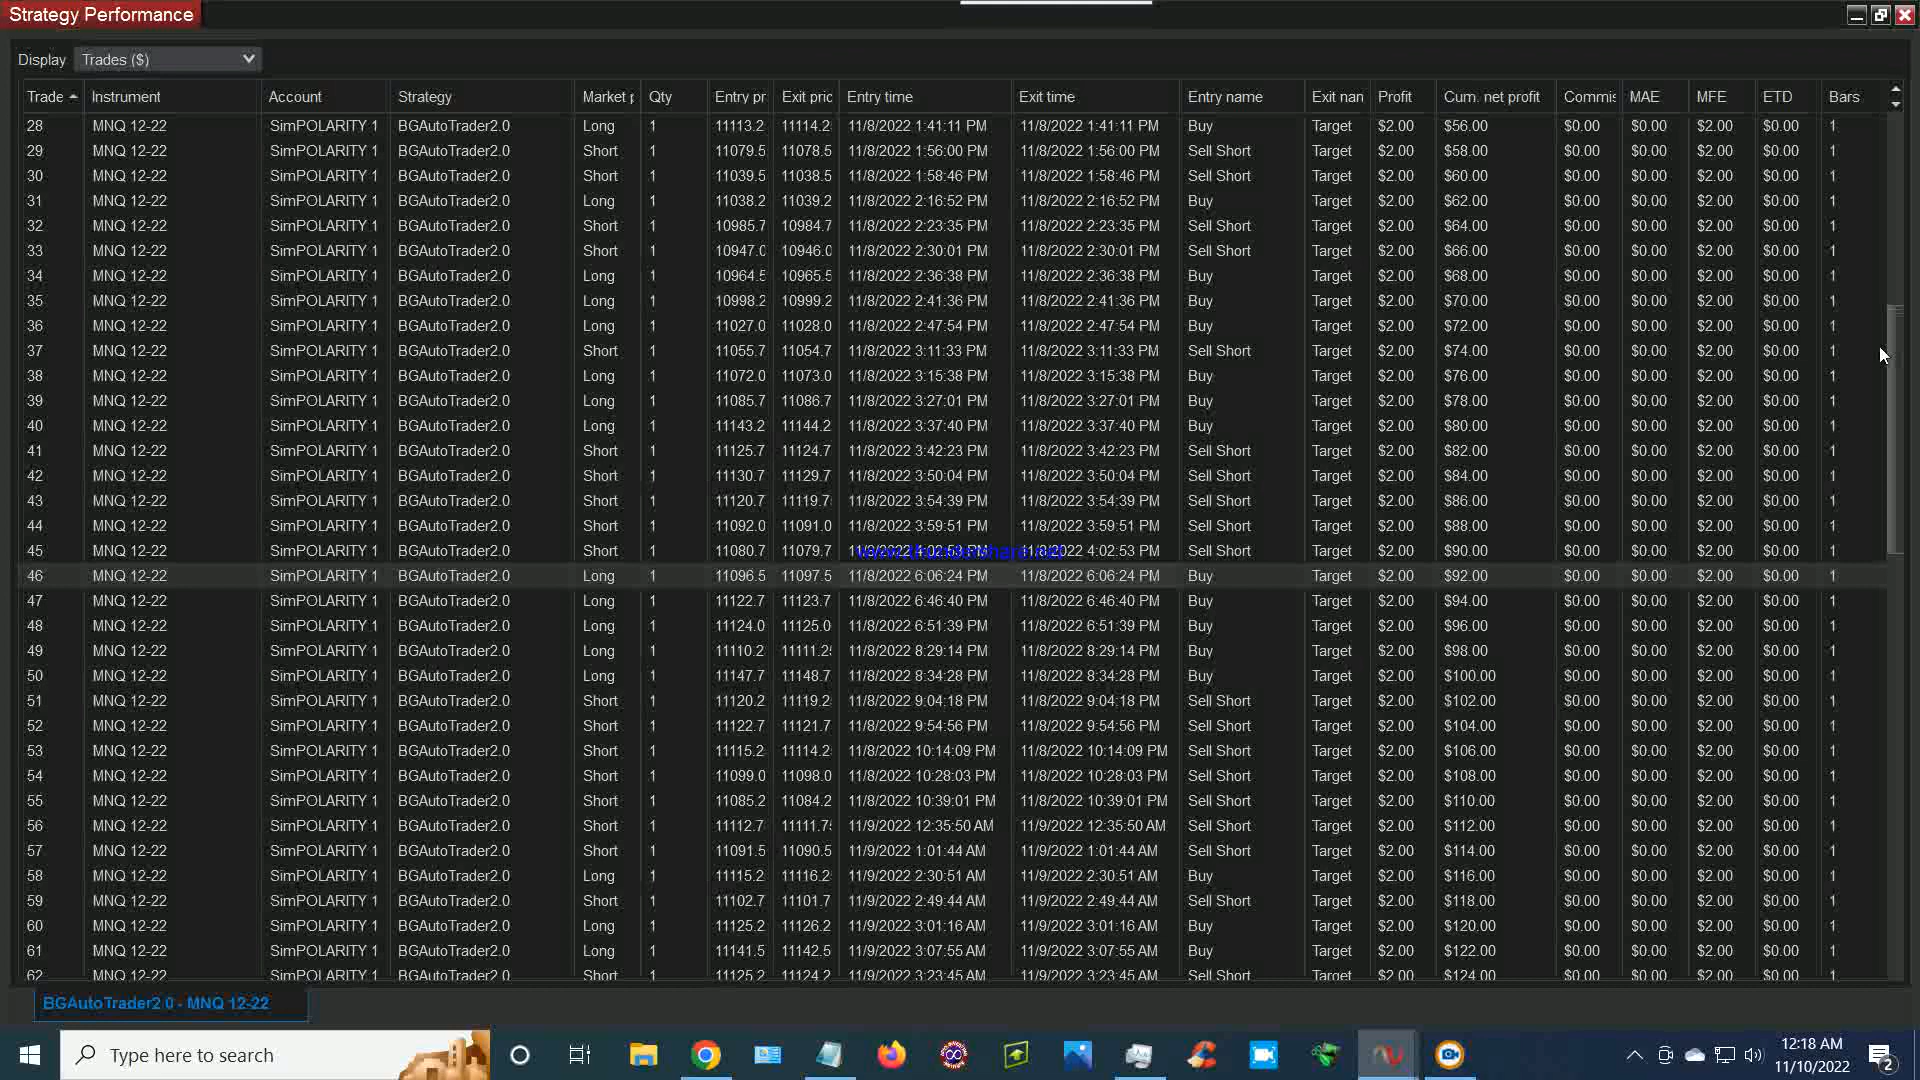 Strategy Performance
Display Trades ($)
Trade Instrument Account Strategy Market p Qty Entry pr Exit pric Entry time Exit time Entry name Exit nan Profit Cum. net profit Commis MAE MFE ETD Bars
28 MNQ 12-22 SimPOLARITY 1 BGAutoTrader2.0 Long 1 11113.2 11114.2 11/8/2022 1:41:11 PM 11/8/2022 1:41:11 PM Buy Target $2.00 $56.00 $0.00 $0.00 $2.00 $0.00 1
29 MNQ 12-22 SimPOLARITY 1 BGAutoTrader2.0 Short 1 11079.5 11078.5 11/8/2022 1:56:00 PM 11/8/2022 1:56:00 PM Sell Short Target $2.00 $58.00 $0.00 $0.00 $2.00 $0.00 1
30 MNQ 12-22 SimPOLARITY 1 BGAutoTrader2.0 Short 1 11039.5 11038.5 11/8/2022 1:58:46 PM 11/8/2022 1:58:46 PM Sell Short Target $2.00 $60.00 $0.00 $0.00 $2.00 $0.00 1
31 MNQ 12-22 SimPOLARITY 1 BGAutoTrader2.0 Long 1 11038.2 11039.2 11/8/2022 2:16:52 PM 11/8/2022 2:16:52 PM Buy Target $2.00 $62.00 $0.00 $0.00 $2.00 $0.00 1
32 MNQ 12-22 SimPOLARITY 1 BGAutoTrader2.0 Short 1 10985.7 10984.7 11/8/2022 2:23:35 PM 11/8/2022 2:23:35 PM Sell Short Target $2.00 $64.00 $0.00 $0.00 $2.00 $0.00 1
33 MNQ 12-22 SimPOLARITY 1 BGAutoTrader2.0 Short 1 10947.0 10946.0 11/8/2022 2:30:01 PM 11/8/2022 2:30:01 PM Sell Short Target $2.00 $66.00 $0.00 $0.00 $2.00 $0.00 1
34 MNQ 12-22 SimPOLARITY 1 BGAutoTrader2.0 Long 1 10964.5 10965.5 11/8/2022 2:36:38 PM 11/8/2022 2:36:38 PM Buy Target $2.00 $68.00 $0.00 $0.00 $2.00 $0.00 1
35 MNQ 12-22 SimPOLARITY 1 BGAutoTrader2.0 Long 1 10998.2 10999.2 11/8/2022 2:41:36 PM 11/8/2022 2:41:36 PM Buy Target $2.00 $70.00 $0.00 $0.00 $2.00 $0.00 1
36 MNQ 12-22 SimPOLARITY 1 BGAutoTrader2.0 Long 1 11027.0 11028.0 11/8/2022 2:47:54 PM 11/8/2022 2:47:54 PM Buy Target $2.00 $72.00 $0.00 $0.00 $2.00 $0.00 1
37 MNQ 12-22 SimPOLARITY 1 BGAutoTrader2.0 Short 1 11055.7 11054.7 11/8/2022 3:11:33 PM 11/8/2022 3:11:33 PM Sell Short Target $2.00 $74.00 $0.00 $0.00 $2.00 $0.00 1
38 MNQ 12-22 SimPOLARITY 1 BGAutoTrader2.0 Long 1 11072.0 11073.0 11/8/2022 3:15:38 PM 11/8/2022 3:15:38 PM Buy Target $2.00 $76.00 $0.00 $0.00 $2.00 $0.00 1
39 MNQ 12-22 SimPOLARITY 1 BGAutoTrader2.0 Long 1 11085.7 11086.7 11/8/2022 3:27:01 PM 11/8/2022 3:27:01 PM Buy Target $2.00 $78.00 $0.00 $0.00 $2.00 $0.00 1
40 MNQ 12-22 SimPOLARITY 1 BGAutoTrader2.0 Long 1 11143.2 11144.2 11/8/2022 3:37:40 PM 11/8/2022 3:37:40 PM Buy Target $2.00 $80.00 $0.00 $0.00 $2.00 $0.00 1
41 MNQ 12-22 SimPOLARITY 1 BGAutoTrader2.0 Short 1 11125.7 11124.7 11/8/2022 3:42:23 PM 11/8/2022 3:42:23 PM Sell Short Target $2.00 $82.00 $0.00 $0.00 $2.00 $0.00 1
42 MNQ 12-22 SimPOLARITY 1 BGAutoTrader2.0 Short 1 11130.7 11129.7 11/8/2022 3:50:04 PM 11/8/2022 3:50:04 PM Sell Short Target $2.00 $84.00 $0.00 $0.00 $2.00 $0.00 1
43 MNQ 12-22 SimPOLARITY 1 BGAutoTrader2.0 Short 1 11120.7 11119.7 11/8/2022 3:54:39 PM 11/8/2022 3:54:39 PM Sell Short Target $2.00 $86.00 $0.00 $0.00 $2.00 $0.00 1
44 MNQ 12-22 SimPOLARITY 1 BGAutoTrader2.0 Short 1 11092.0 11091.0 11/8/2022 3:59:51 PM 11/8/2022 3:59:51 PM Sell Short Target $2.00 $88.00 $0.00 $0.00 $2.00 $0.00 1
45 MNQ 12-22 SimPOLARITY 1 BGAutoTrader2.0 Short 1 11080.7 11079.7 11/8/2022 4:02:53 PM 11/8/2022 4:02:53 PM Sell Short Target $2.00 $90.00 $0.00 $0.00 $2.00 $0.00 1
www.thundershare.net
46 MNQ 12-22 SimPOLARITY 1 BGAutoTrader2.0 Long 1 11096.5 11097.5 11/8/2022 6:06:24 PM 11/8/2022 6:06:24 PM Buy Target $2.00 $92.00 $0.00 $0.00 $2.00 $0.00 1
47 MNQ 12-22 SimPOLARITY 1 BGAutoTrader2.0 Long 1 11122.7 11123.7 11/8/2022 6:46:40 PM 11/8/2022 6:46:40 PM Buy Target $2.00 $94.00 $0.00 $0.00 $2.00 $0.00 1
48 MNQ 12-22 SimPOLARITY 1 BGAutoTrader2.0 Long 1 11124.0 11125.0 11/8/2022 6:51:39 PM 11/8/2022 6:51:39 PM Buy Target $2.00 $96.00 $0.00 $0.00 $2.00 $0.00 1
49 MNQ 12-22 SimPOLARITY 1 BGAutoTrader2.0 Long 1 11110.2 11111.2 11/8/2022 8:29:14 PM 11/8/2022 8:29:14 PM Buy Target $2.00 $98.00 $0.00 $0.00 $2.00 $0.00 1
50 MNQ 12-22 SimPOLARITY 1 BGAutoTrader2.0 Long 1 11147.7 11148.7 11/8/2022 8:34:28 PM 11/8/2022 8:34:28 PM Buy Target $2.00 $100.00 $0.00 $0.00 $2.00 $0.00 1
51 MNQ 12-22 SimPOLARITY 1 BGAutoTrader2.0 Short 1 11120.2 11119.2 11/8/2022 9:04:18 PM 11/8/2022 9:04:18 PM Sell Short Target $2.00 $102.00 $0.00 $0.00 $2.00 $0.00 1
52 MNQ 12-22 SimPOLARITY 1 BGAutoTrader2.0 Short 1 11122.7 11121.7 11/8/2022 9:54:56 PM 11/8/2022 9:54:56 PM Sell Short Target $2.00 $104.00 $0.00 $0.00 $2.00 $0.00 1
53 MNQ 12-22 SimPOLARITY 1 BGAutoTrader2.0 Short 1 11115.2 11114.2 11/8/2022 10:14:09 PM 11/8/2022 10:14:09 PM Sell Short Target $2.00 $106.00 $0.00 $0.00 $2.00 $0.00 1
54 MNQ 12-22 SimPOLARITY 1 BGAutoTrader2.0 Short 1 11099.0 11098.0 11/8/2022 10:28:03 PM 11/8/2022 10:28:03 PM Sell Short Target $2.00 $108.00 $0.00 $0.00 $2.00 $0.00 1
55 MNQ 12-22 SimPOLARITY 1 BGAutoTrader2.0 Short 1 11085.2 11084.2 11/8/2022 10:39:01 PM 11/8/2022 10:39:01 PM Sell Short Target $2.00 $110.00 $0.00 $0.00 $2.00 $0.00 1
56 MNQ 12-22 SimPOLARITY 1 BGAutoTrader2.0 Short 1 11112.7 11111.75 11/9/2022 12:35:50 AM 11/9/2022 12:35:50 AM Sell Short Target $2.00 $112.00 $0.00 $0.00 $2.00 $0.00 1
57 MNQ 12-22 SimPOLARITY 1 BGAutoTrader2.0 Short 1 11091.5 11090.5 11/9/2022 1:01:44 AM 11/9/2022 1:01:44 AM Sell Short Target $2.00 $114.00 $0.00 $0.00 $2.00 $0.00 1
58 MNQ 12-22 SimPOLARITY 1 BGAutoTrader2.0 Long 1 11115.2 11116.2 11/9/2022 2:30:51 AM 11/9/2022 2:30:51 AM Buy Target $2.00 $116.00 $0.00 $0.00 $2.00 $0.00 1
59 MNQ 12-22 SimPOLARITY 1 BGAutoTrader2.0 Short 1 11102.7 11101.7 11/9/2022 2:49:44 AM 11/9/2022 2:49:44 AM Sell Short Target $2.00 $118.00 $0.00 $0.00 $2.00 $0.00 1
60 MNQ 12-22 SimPOLARITY 1 BGAutoTrader2.0 Long 1 11125.2 11126.2 11/9/2022 3:01:16 AM 11/9/2022 3:01:16 AM Buy Target $2.00 $120.00 $0.00 $0.00 $2.00 $0.00 1
61 MNQ 12-22 SimPOLARITY 1 BGAutoTrader2.0 Long 1 11141.5 11142.5 11/9/2022 3:07:55 AM 11/9/2022 3:07:55 AM Buy Target $2.00 $122.00 $0.00 $0.00 $2.00 $0.00 1
62 MNQ 12-22 SimPOLARITY 1 BGAutoTrader2.0 Short 1 11125.2 11124.2 11/9/2022 3:23:45 AM 11/9/2022 3:23:45 AM Sell Short Target $2.00 $124.00 $0.00 $0.00 $2.00 $0.00 1
BGAutoTrader2.0 - MNQ 12-22
Type here to search
12:18 AM
11/10/2022
2